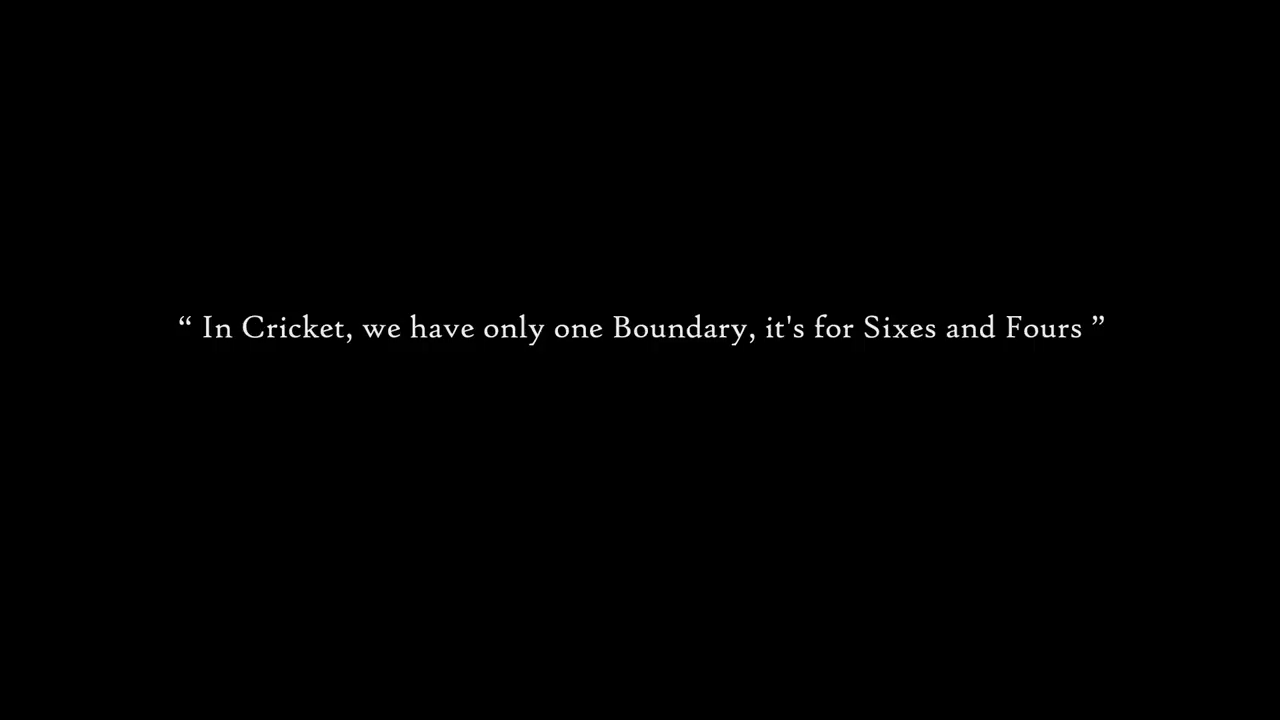 “ In Cricket, we have only one Boundary, it's for Sixes and Fours ”